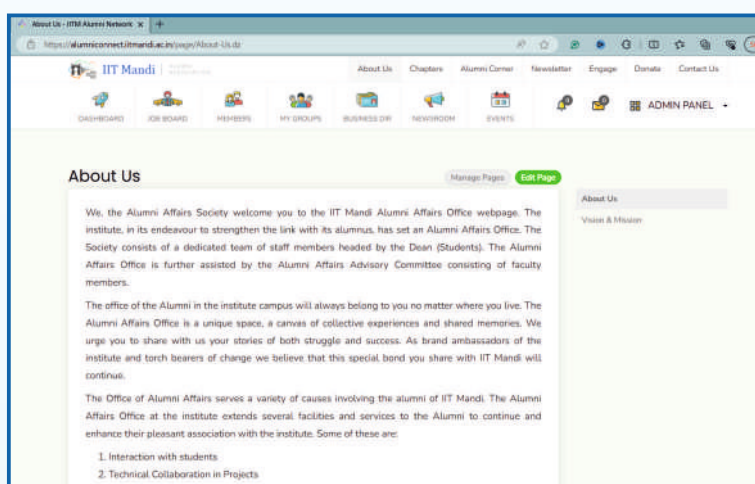 About Us - IITM Alumni Network
https://alumniconnect.iitmandi.ac.in/page/About-Us.dz
IIT Mandi
About Us Chapters Alumni Corner Newsletter Engage Donate Contact Us
DASHBOARD JOB BOARD MEMBERS MY GROUPS BUSINESS DIR NEWSROOM EVENTS ADMIN PANEL
About Us
Manage Pages Edit Page
About Us
Vision & Mission
We, the Alumni Affairs Society welcome you to the IIT Mandi Alumni Affairs Office webpage. The
institute, in its endeavour to strengthen the link with its alumnus, has set an Alumni Affairs Office. The
Society consists of a dedicated team of staff members headed by the Dean (Students). The Alumni
Affairs Office is further assisted by the Alumni Affairs Advisory Committee consisting of faculty
members.
The office of the Alumni in the institute campus will always belong to you no matter where you live. The
Alumni Affairs Office is a unique space, a canvas of collective experiences and shared memories. We
urge you to share with us your stories of both struggle and success. As brand ambassadors of the
institute and torch bearers of change we believe that this special bond you share with IIT Mandi will
continue.
The Office of Alumni Affairs serves a variety of causes involving the alumni of IIT Mandi. The Alumni
Affairs Office at the institute extends several facilities and services to the Alumni to continue and
enhance their pleasant association with the institute. Some of these are:
1. Interaction with students
2. Technical Collaboration in Projects